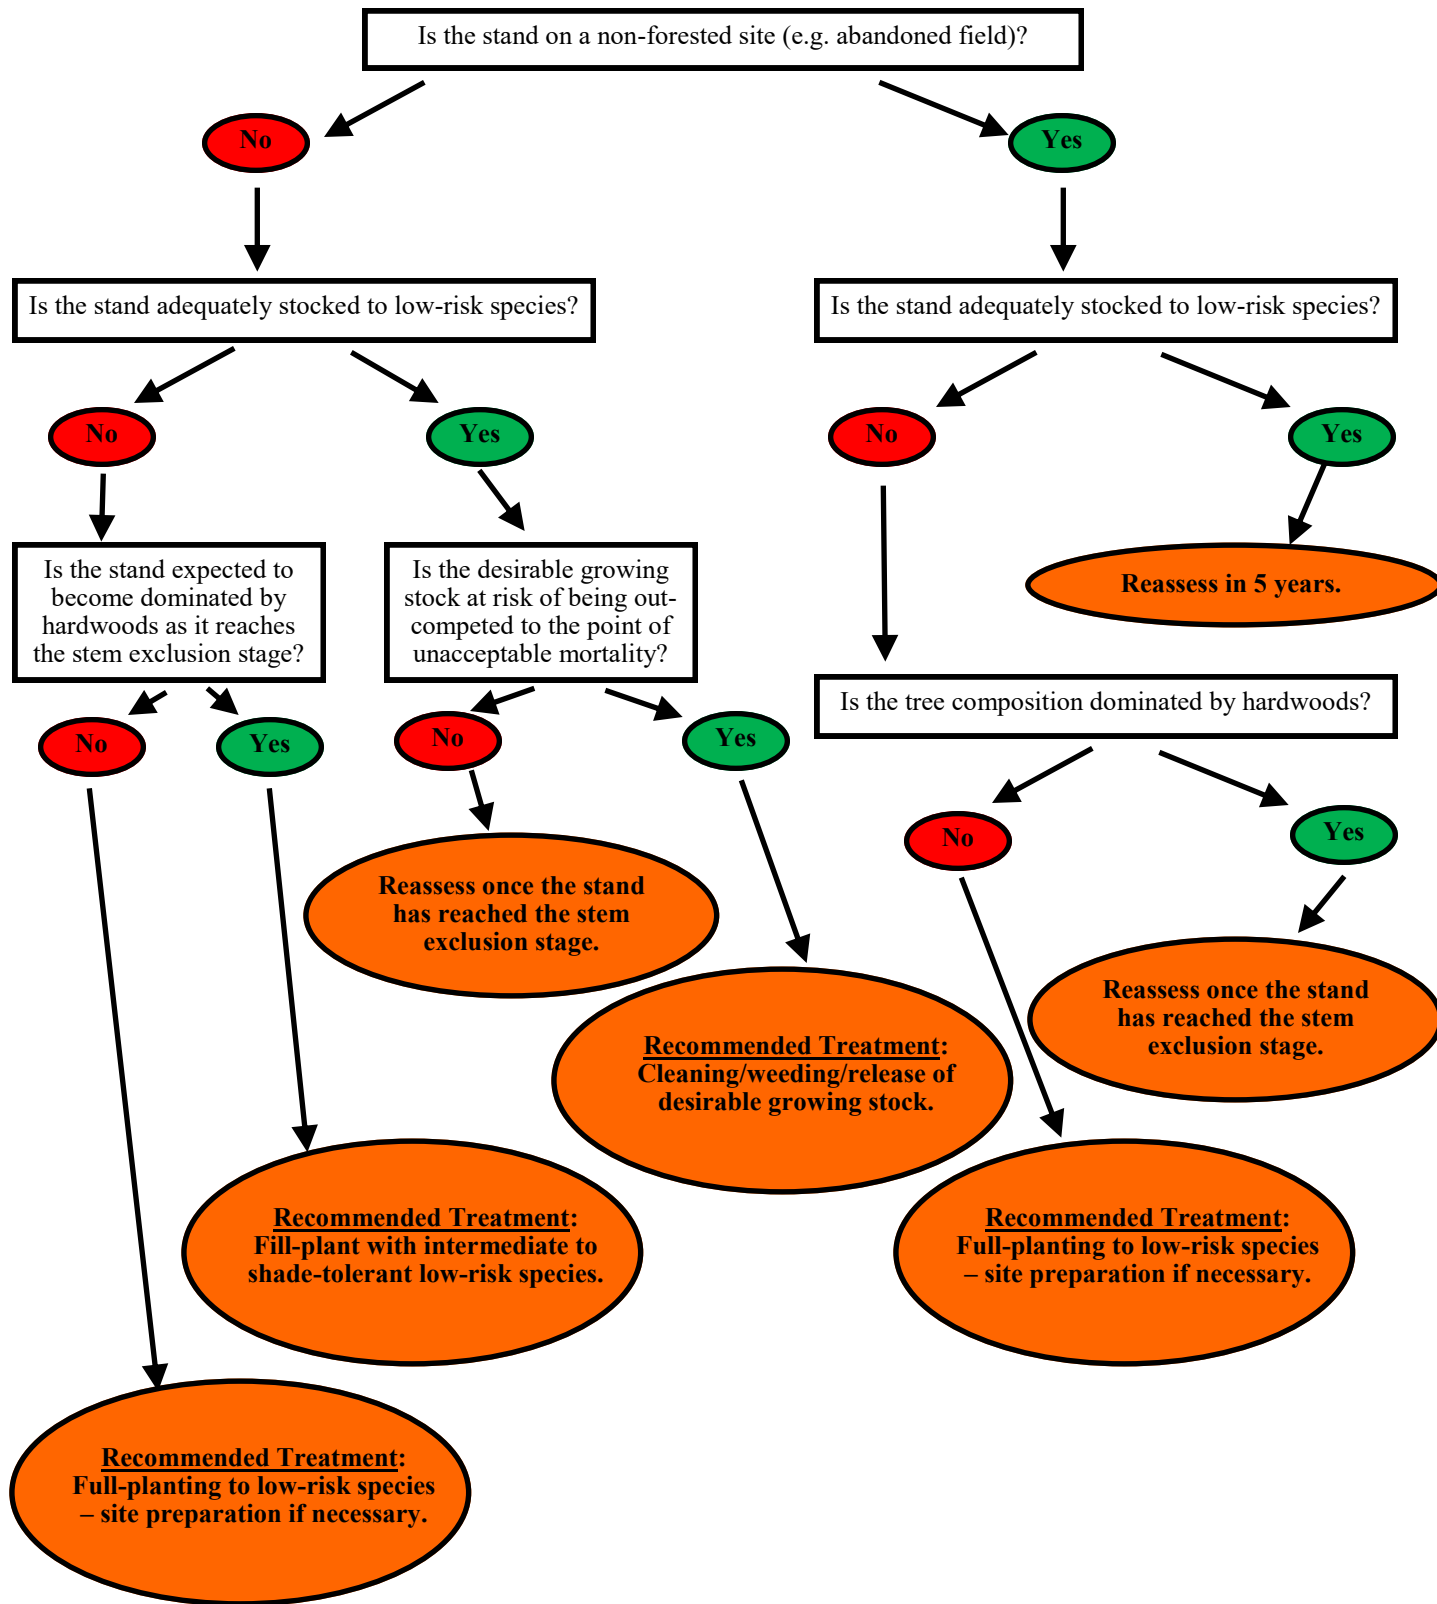 Is the stand on a non-forested site (e.g. abandoned field)?
No
Yes
Is the stand adequately stocked to low-risk species?
Is the stand adequately stocked to low-risk species?
No
Yes
No
Yes
Is the stand expected to
become dominated by
hardwoods as it reaches
the stem exclusion stage?
Is the desirable growing
stock at risk of being out-
competed to the point of
unacceptable mortality?
Reassess in 5 years.
Is the tree composition dominated by hardwoods?
No
Yes
No
Yes
No
Yes
Reassess once the stand
has reached the stem
exclusion stage.
Reassess once the stand
has reached the stem
exclusion stage.
Recommended Treatment:
Cleaning/weeding/release of
desirable growing stock.
Recommended Treatment:
Fill-plant with intermediate to
shade-tolerant low-risk species.
Recommended Treatment:
Full-planting to low-risk species
– site preparation if necessary.
Recommended Treatment:
Full-planting to low-risk species
– site preparation if necessary.